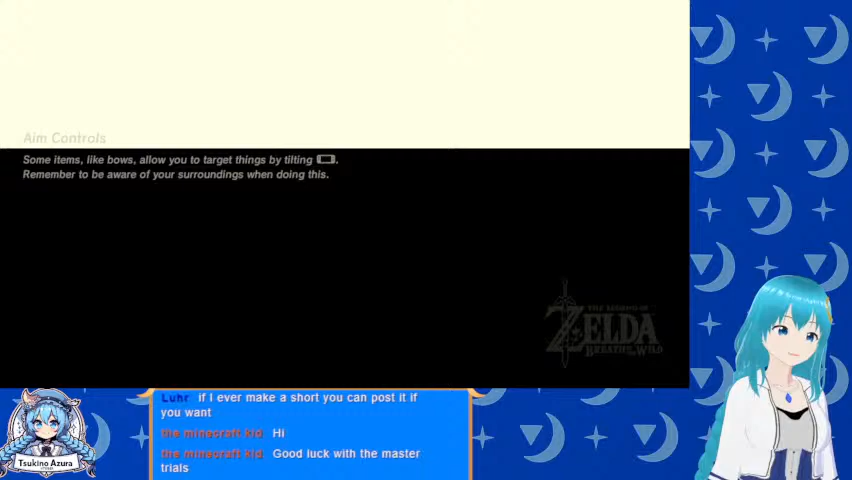 Aim Controls
Some items, like bows, allow you to target things by tilting .
Remember to be aware of your surroundings when doing this.
THE LEGEND OF
ZELDA
BREATH OF THE WILD
Luhr if I ever make a short you can post it if
you want
the minecraft kid Hi
the minecraft kid Good luck with the master
trials
Tsukino Azura